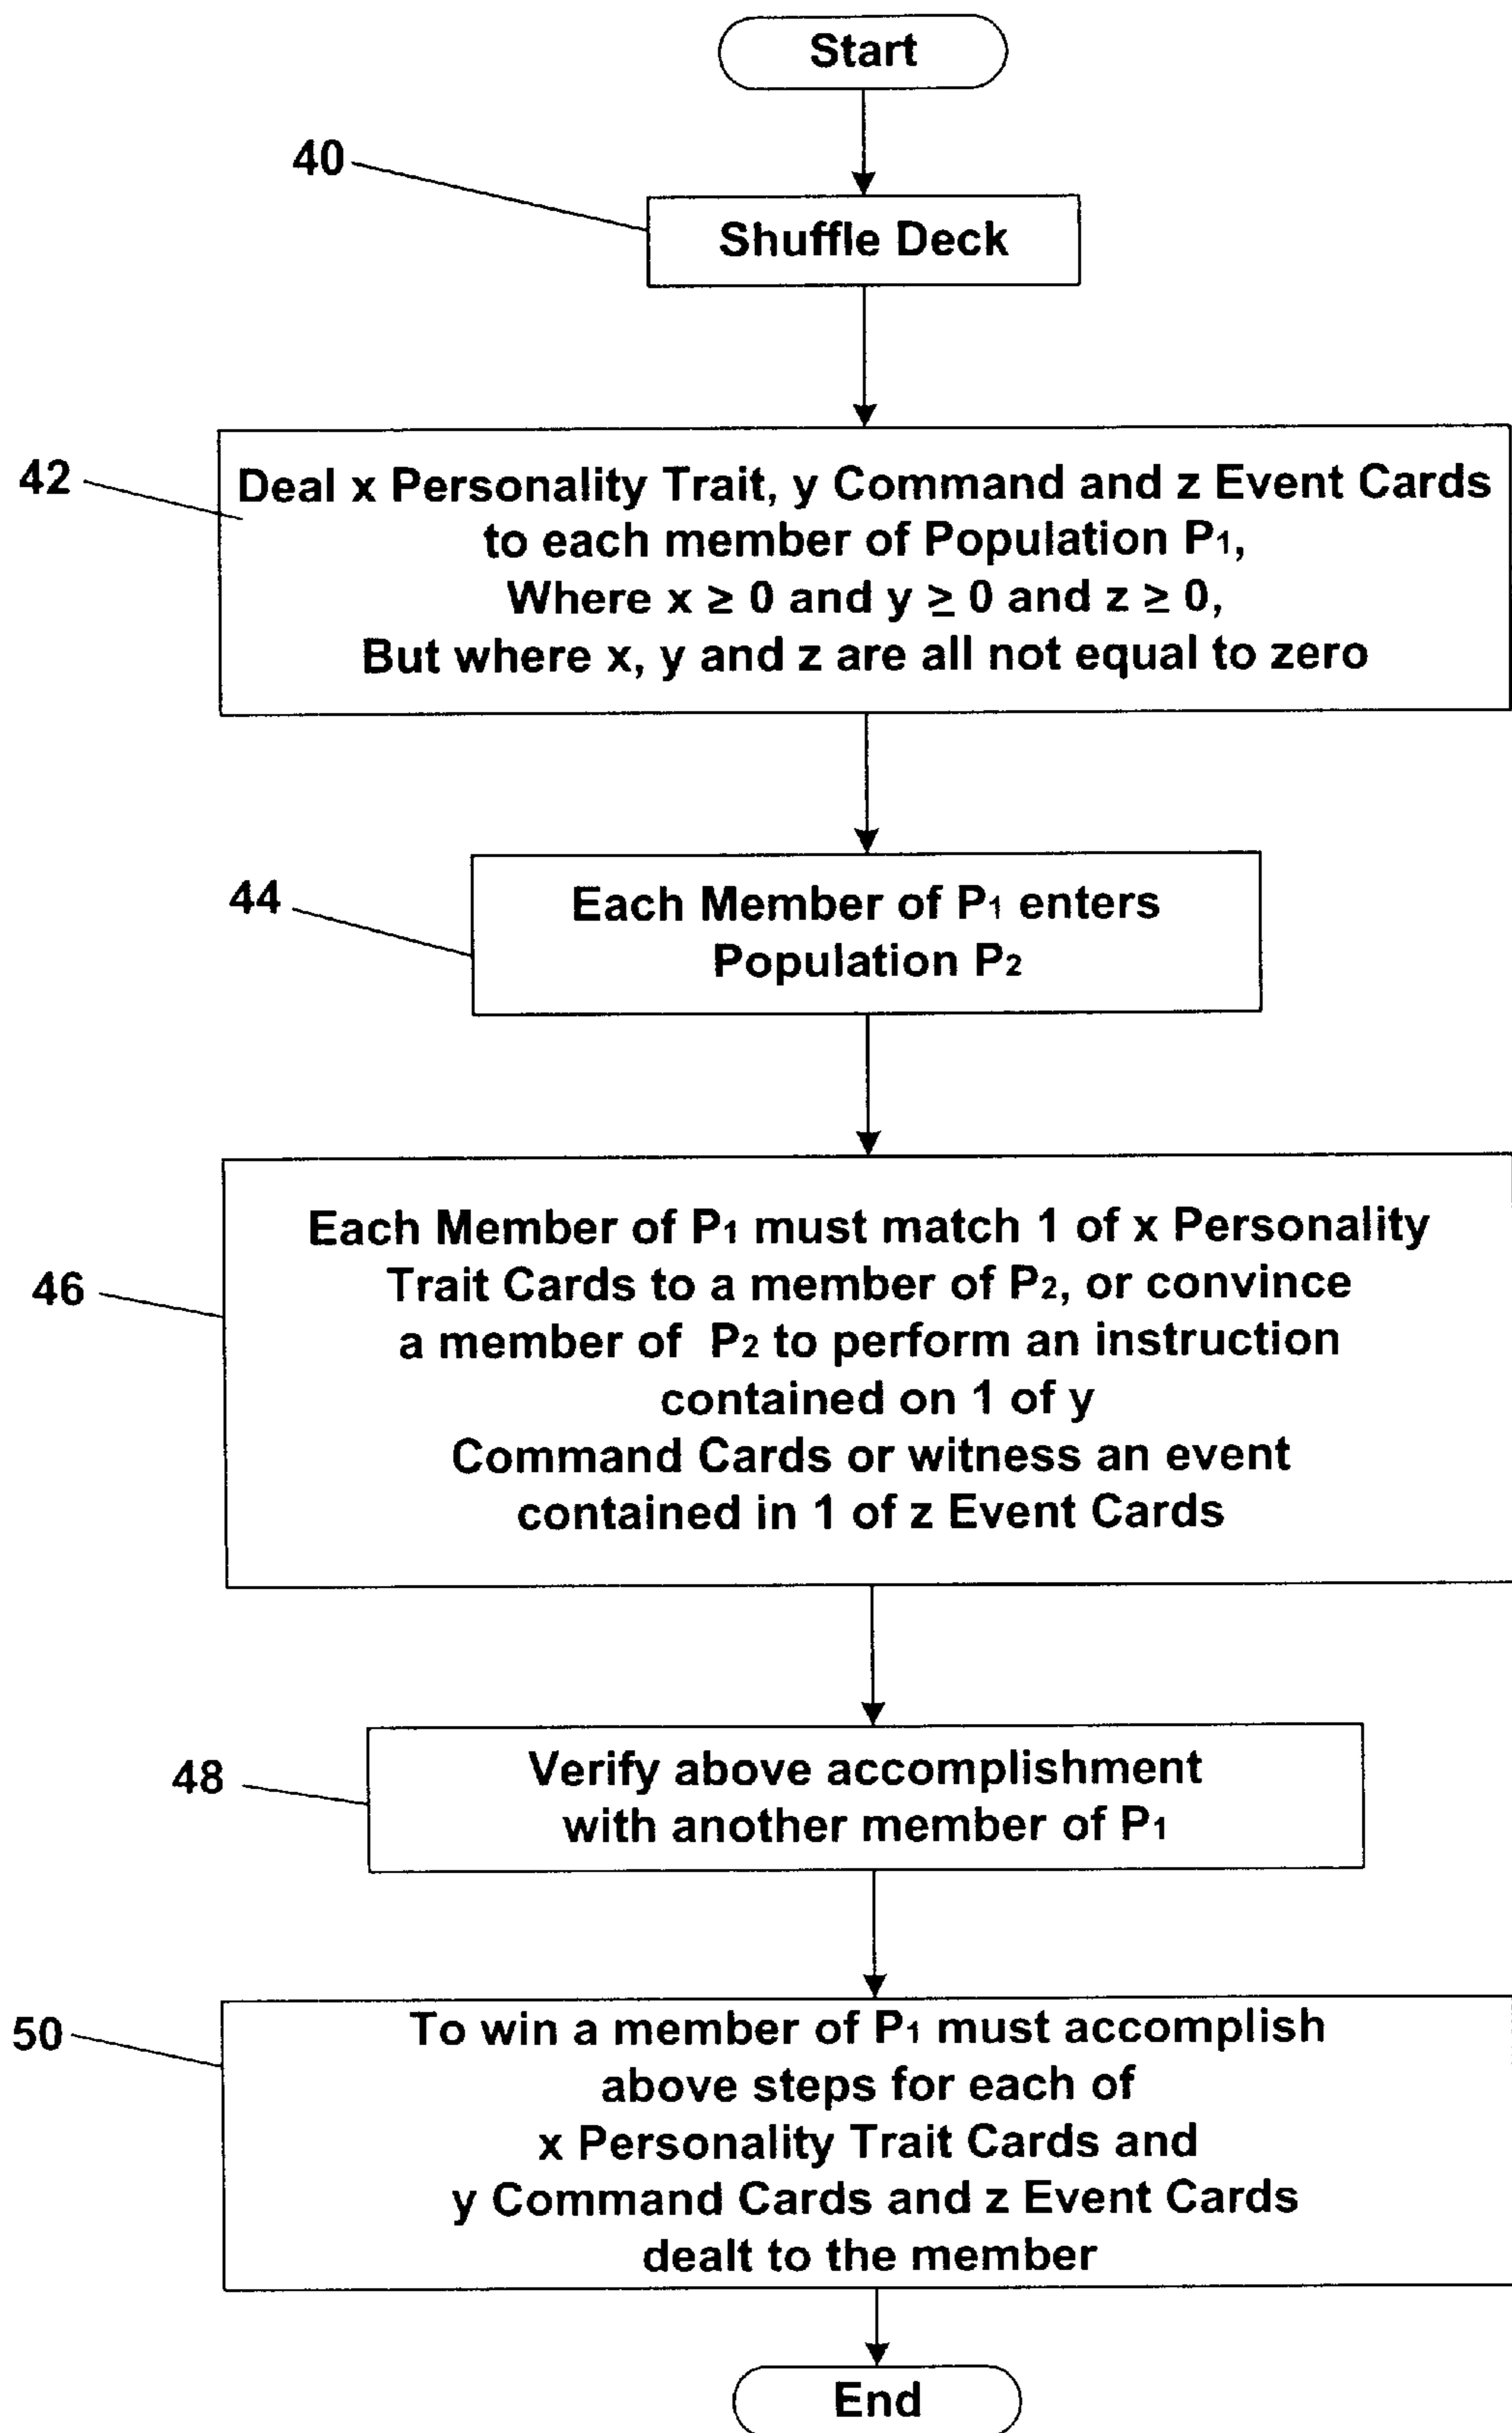 Start
40
Shuffle Deck
42
Deal x Personality Trait, y Command and z Event Cards
to each member of Population P₁,
Where x ≥ 0 and y ≥ 0 and z ≥ 0,
But where x, y and z are all not equal to zero
44
Each Member of P₁ enters
Population P₂
46
Each Member of P₁ must match 1 of x Personality
Trait Cards to a member of P₂, or convince
a member of P₂ to perform an instruction
contained on 1 of y
Command Cards or witness an event
contained in 1 of z Event Cards
48
Verify above accomplishment
with another member of P₁
50
To win a member of P₁ must accomplish
above steps for each of
x Personality Trait Cards and
y Command Cards and z Event Cards
dealt to the member
End